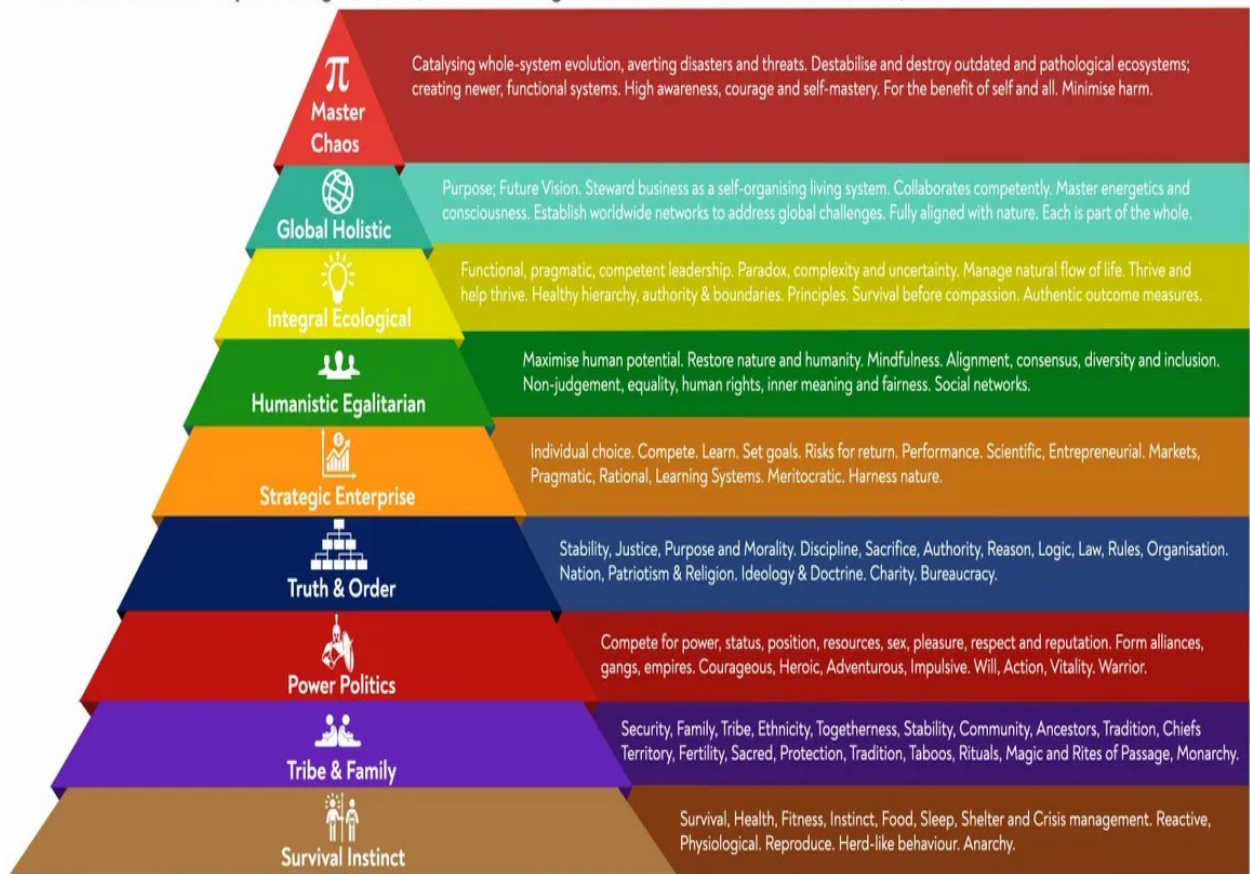 π
Master
Chaos
Catalysing whole-system evolution, averting disasters and threats. Destabilise and destroy outdated and pathological ecosystems;
creating newer, functional systems. High awareness, courage and self-mastery. For the benefit of self and all. Minimise harm.
Global Holistic
Purpose; Future Vision. Steward business as a self-organising living system. Collaborates competently. Master energetics and
consciousness. Establish worldwide networks to address global challenges. Fully aligned with nature. Each is part of the whole.
Integral Ecological
Functional, pragmatic, competent leadership. Paradox, complexity and uncertainty. Manage natural flow of life. Thrive and
help thrive. Healthy hierarchy, authority & boundaries. Principles. Survival before compassion. Authentic outcome measures.
Humanistic Egalitarian
Maximise human potential. Restore nature and humanity. Mindfulness. Alignment, consensus, diversity and inclusion.
Non-judgement, equality, human rights, inner meaning and fairness. Social networks.
$
Strategic Enterprise
Individual choice. Compete. Learn. Set goals. Risks for return. Performance. Scientific, Entrepreneurial. Markets,
Pragmatic, Rational, Learning Systems. Meritocratic. Harness nature.
Truth & Order
Stability, Justice, Purpose and Morality. Discipline, Sacrifice, Authority, Reason, Logic, Law, Rules, Organisation.
Nation, Patriotism & Religion. Ideology & Doctrine. Charity. Bureaucracy.
Power Politics
Compete for power, status, position, resources, sex, pleasure, respect and reputation. Form alliances,
gangs, empires. Courageous, Heroic, Adventurous, Impulsive. Will, Action, Vitality. Warrior.
Tribe & Family
Security, Family, Tribe, Ethnicity, Togetherness, Stability, Community, Ancestors, Tradition, Chiefs
Territory, Fertility, Sacred, Protection, Tradition, Taboos, Rituals, Magic and Rites of Passage, Monarchy.
Survival Instinct
Survival, Health, Fitness, Instinct, Food, Sleep, Shelter and Crisis management. Reactive,
Physiological. Reproduce. Herd-like behaviour. Anarchy.